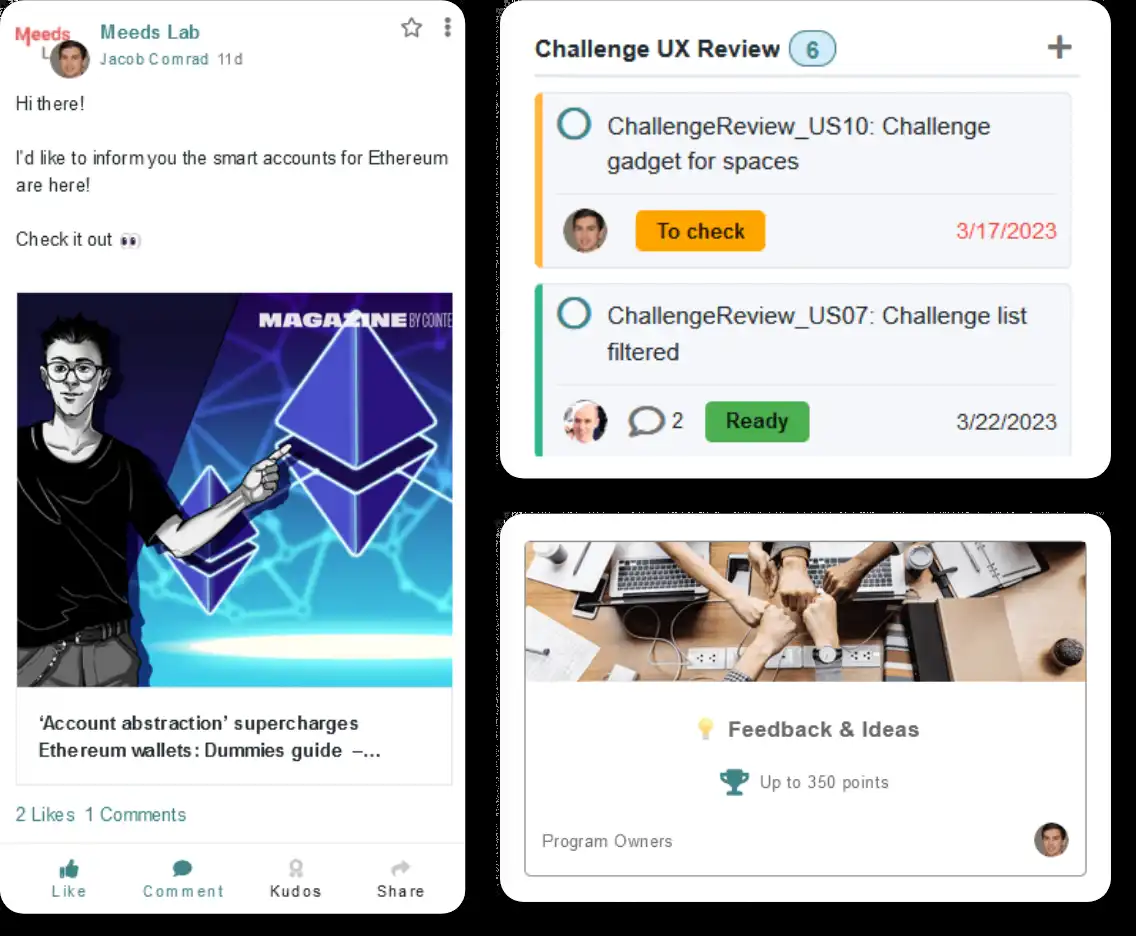 Meeds
L
Meeds Lab
Jacob Comrad 11d
Hi there!
I'd like to inform you the smart accounts for Ethereum
are here!
Check it out 👀
MAGAZINE BY COINTE
‘Account abstraction’ supercharges
Ethereum wallets: Dummies guide –...
2 Likes 1 Comments
Like
Comment
Kudos
Share
Challenge UX Review 6
ChallengeReview_US10: Challenge
gadget for spaces
To check
3/17/2023
ChallengeReview_US07: Challenge list
filtered
2
Ready
3/22/2023
Feedback & Ideas
Up to 350 points
Program Owners